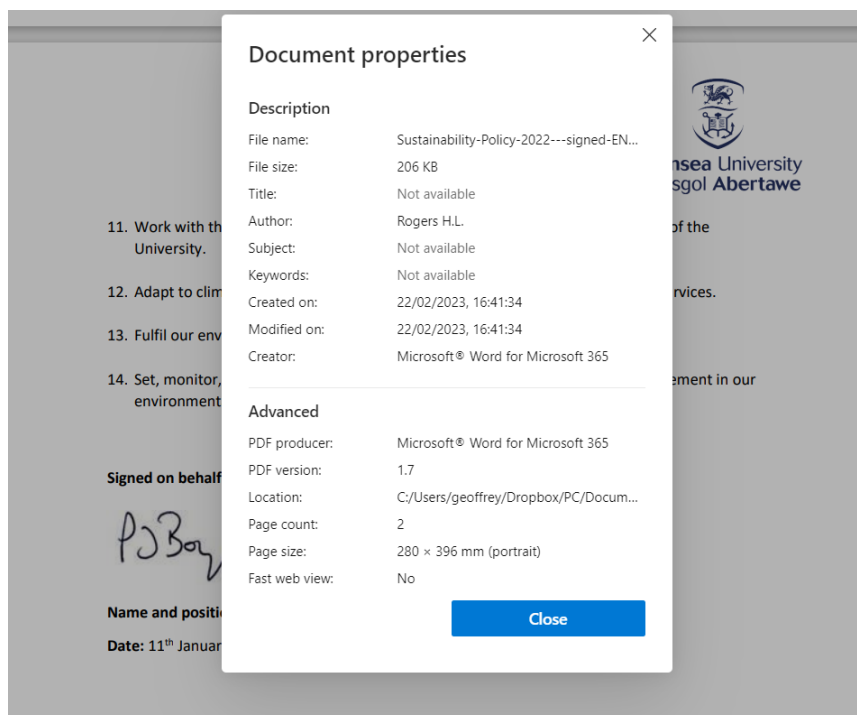 Document properties
Description
File name: Sustainability-Policy-2022---signed-EN...
File size: 206 KB
Title: Not available
Author: Rogers H.L.
Subject: Not available
Keywords: Not available
Created on: 22/02/2023, 16:41:34
Modified on: 22/02/2023, 16:41:34
Creator: Microsoft® Word for Microsoft 365
Advanced
PDF producer: Microsoft® Word for Microsoft 365
PDF version: 1.7
Location: C:/Users/geoffrey/Dropbox/PC/Docum...
Page count: 2
Page size: 280 × 396 mm (portrait)
Fast web view: No
Close
nsea University
sgol Abertawe
11. Work with th of the
University.
12. Adapt to clim rvices.
13. Fulfil our env
14. Set, monitor, ement in our
environment
Signed on behalf
Name and positi
Date: 11th Januar